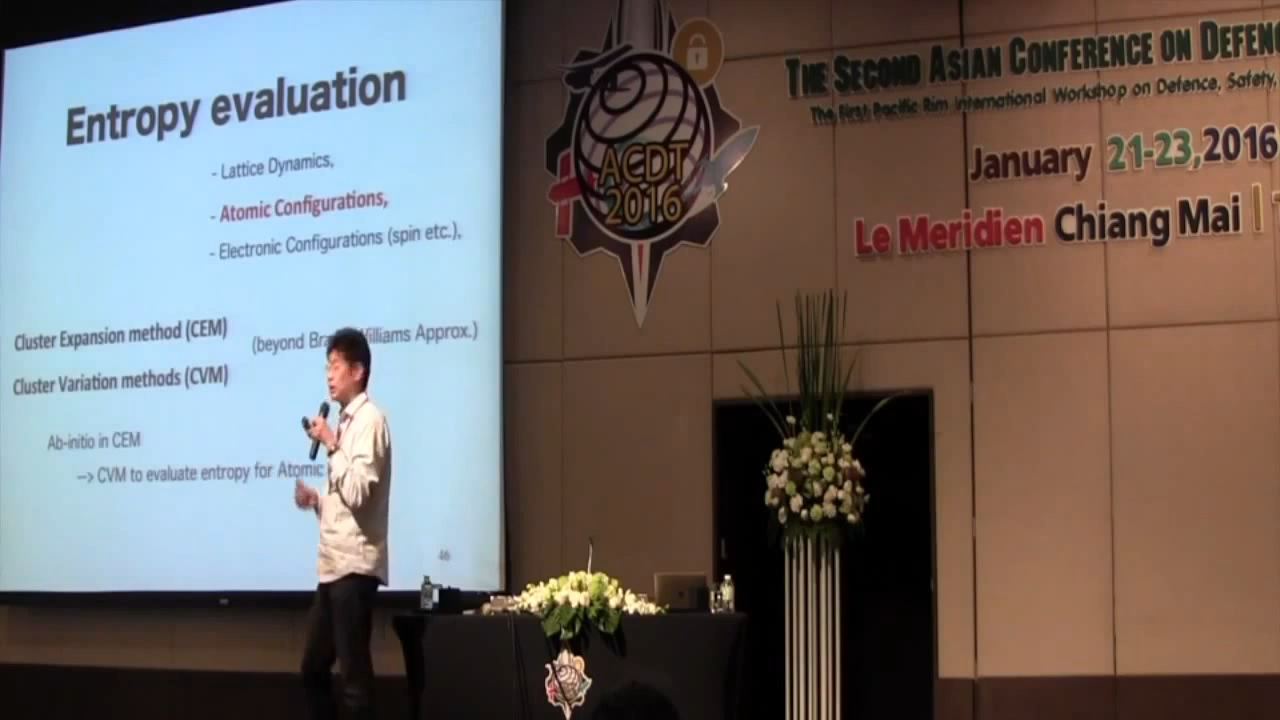 Entropy evaluation
- Lattice Dynamics,
- Atomic Configurations,
- Electronic Configurations (spin etc.),
Cluster Expansion method (CEM)
(beyond Williams Approx.)
Cluster Variation methods (CVM)
Ab-initio in CEM
--> CVM to evaluate entropy for Atomic
46
ACDT
2016
THE SECOND ASIAN CONFERENCE ON DEFENC
The First Pacific Rim International Workshop on Defence, Safety,
January 21-23, 2016
Le Meridien Chiang Mai |